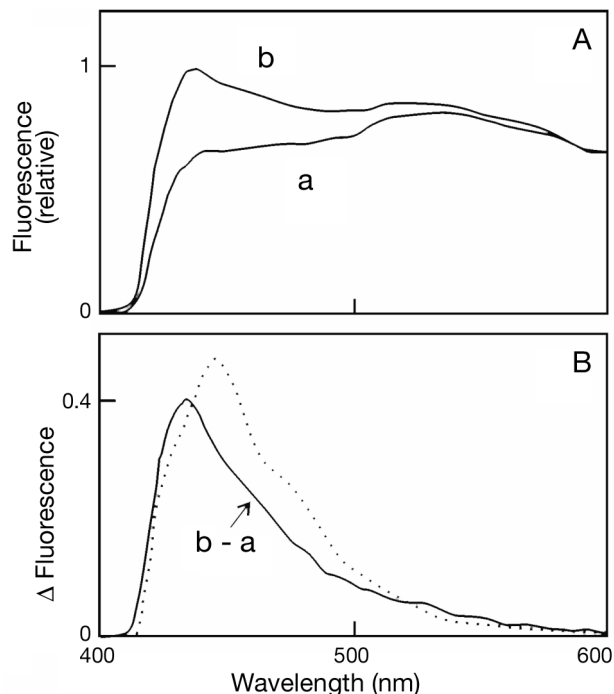 A
1
b
a
Fluorescence
(relative)
0
B
0.4
b - a
Δ Fluorescence
0
400
500
600
Wavelength (nm)